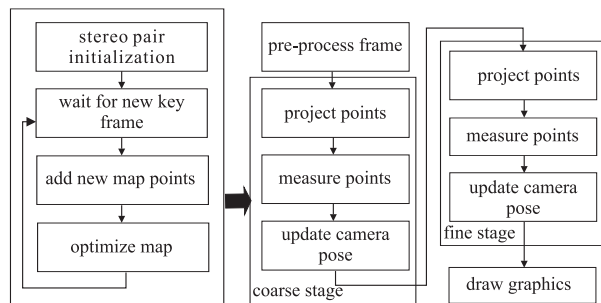 stereo pair
initialization
wait for new key
frame
add new map points
optimize map
pre-process frame
project points
measure points
update camera
pose
coarse stage
project points
measure points
update camera
pose
fine stage
draw graphics